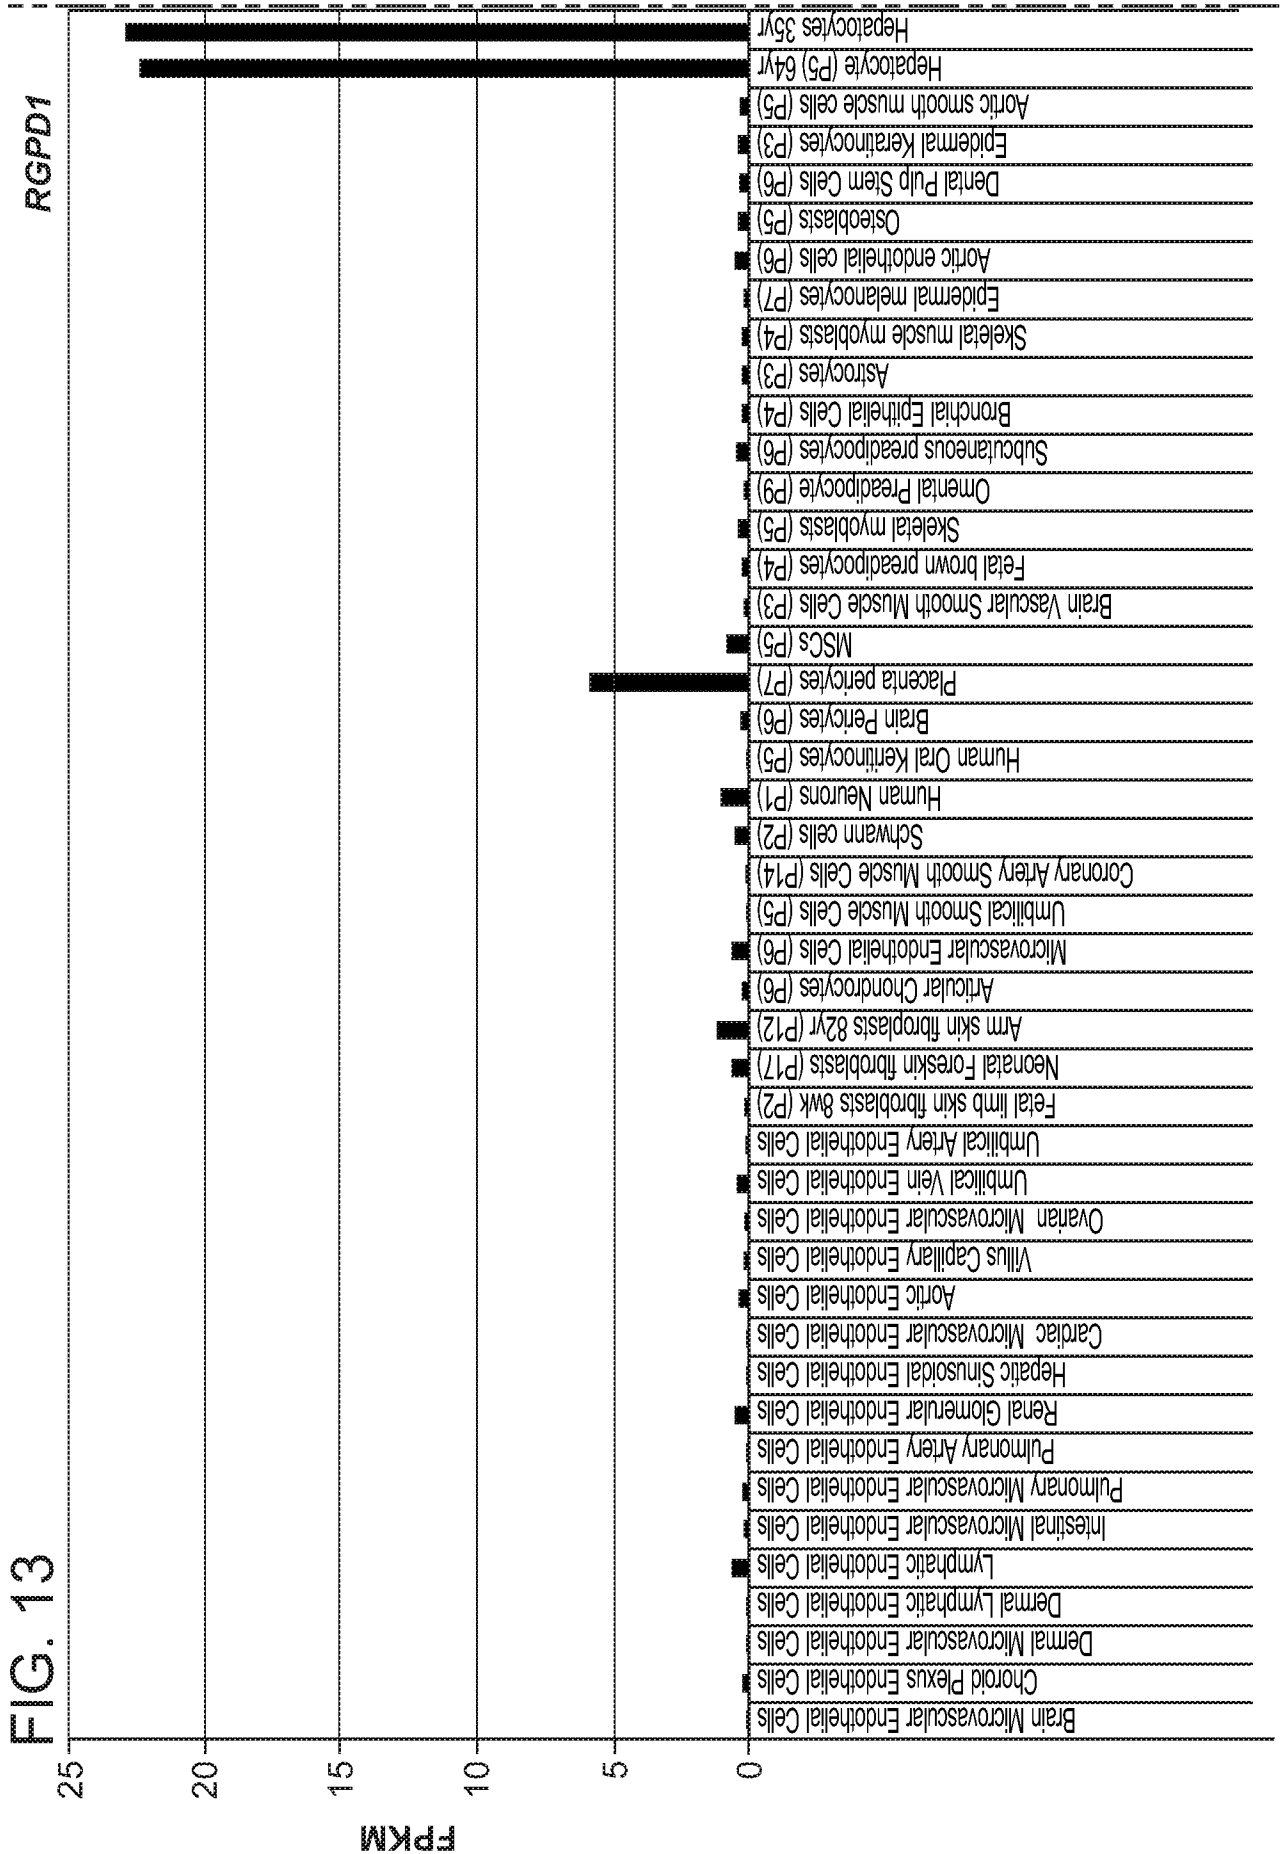 FIG. 13
RGPD1
FPKM
25
20
15
10
5
0
Brain Microvascular Endothelial Cells
Choroid Plexus Endothelial Cells
Dermal Microvascular Endothelial Cells
Dermal Lymphatic Endothelial Cells
Lymphatic Endothelial Cells
Intestinal Microvascular Endothelial Cells
Pulmonary Microvascular Endothelial Cells
Pulmonary Artery Endothelial Cells
Renal Glomerular Endothelial Cells
Hepatic Sinusoidal Endothelial Cells
Cardiac Microvascular Endothelial Cells
Aortic Endothelial Cells
Villus Capillary Endothelial Cells
Ovarian Microvascular Endothelial Cells
Umbilical Vein Endothelial Cells
Umbilical Artery Endothelial Cells
Fetal limb skin fibroblasts 8wk (P2)
Neonatal Foreskin fibroblasts (P17)
Arm skin fibroplasts 82yr (P12)
Articular Chondrocytes (P6)
Microvascular Endothelial Cells (P6)
Umbilical Smooth Muscle Cells (P5)
Coronary Artery Smooth Muscle Cells (P14)
Schwann cells (P2)
Human Neurons (P1)
Human Oral Keritinocytes (P5)
Brain Pericytes (P6)
Placenta pericytes (P7)
MSCs (P5)
Brain Vascular Smooth Muscle Cells (P3)
Fetal brown preadipocytes (P4)
Skeletal myoblasts (P5)
Omental Preadipocyte (P9)
Subcutaneous preadipocytes (P6)
Bronchial Epithelial Cells (P4)
Astrocytes (P3)
Skeletal muscle myoblasts (P4)
Epidermal melanocytes (P7)
Aortic endothelial cells (P6)
Osteoblasts (P5)
Dental Pulp Stem Cells (P6)
Epidermal Keratinocytes (P3)
Aortic smooth muscle cells (P5)
Hepatocyte (P5) 64yr
Hepatocytes 35yr